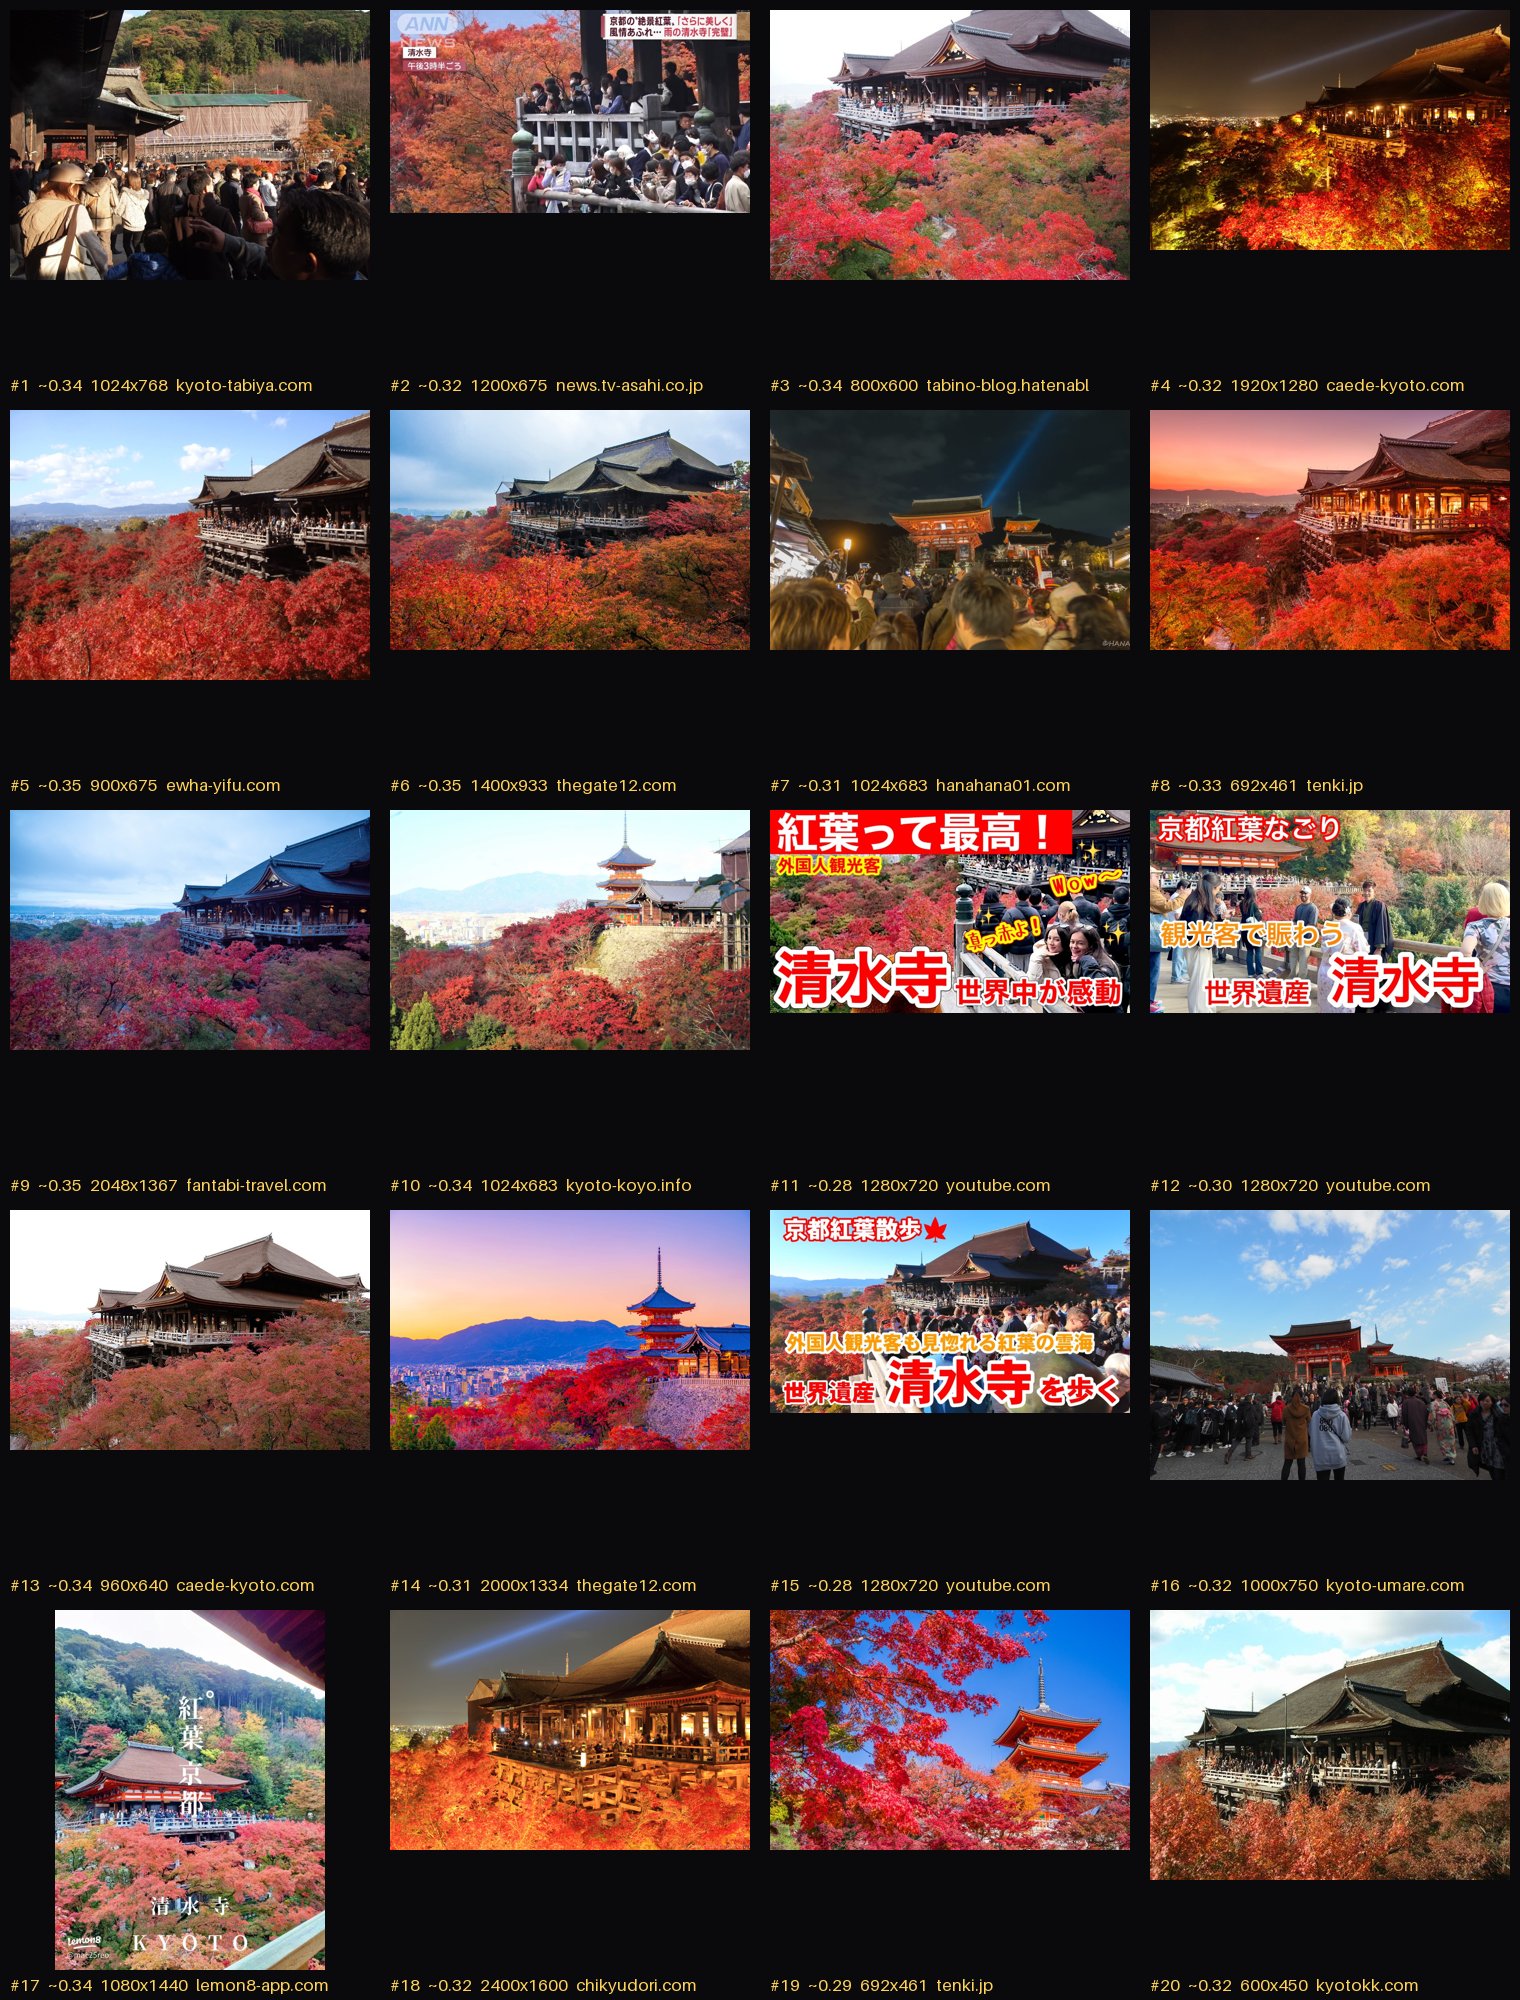 ANN
NEWS
京都の"絶景紅葉,「さらに美しく」
風情あふれ… 雨の清水寺「完璧」
清水寺
午後3時半ごろ
#1 ~0.34 1024x768 kyoto-tabiya.com
#2 ~0.32 1200x675 news.tv-asahi.co.jp
#3 ~0.34 800x600 tabino-blog.hatenabl
#4 ~0.32 1920x1280 caede-kyoto.com
©HANA
#5 ~0.35 900x675 ewha-yifu.com
#6 ~0.35 1400x933 thegate12.com
#7 ~0.31 1024x683 hanahana01.com
#8 ~0.33 692x461 tenki.jp
紅葉って最高！
外国人観光客
Wow～
真っ赤よ！
清水寺 世界中が感動
京都紅葉なごり
観光客で賑わう
世界遺産 清水寺
#9 ~0.35 2048x1367 fantabi-travel.com
#10 ~0.34 1024x683 kyoto-koyo.info
#11 ~0.28 1280x720 youtube.com
#12 ~0.30 1280x720 youtube.com
京都紅葉散歩
外国人観光客も見惚れる紅葉の雲海
世界遺産 清水寺を歩く
#13 ~0.34 960x640 caede-kyoto.com
#14 ~0.31 2000x1334 thegate12.com
#15 ~0.28 1280x720 youtube.com
#16 ~0.32 1000x750 kyoto-umare.com
紅葉京都。
清水寺
KYOTO
lemon8
#17 ~0.34 1080x1440 lemon8-app.com
#18 ~0.32 2400x1600 chikyudori.com
#19 ~0.29 692x461 tenki.jp
#20 ~0.32 600x450 kyotokk.com